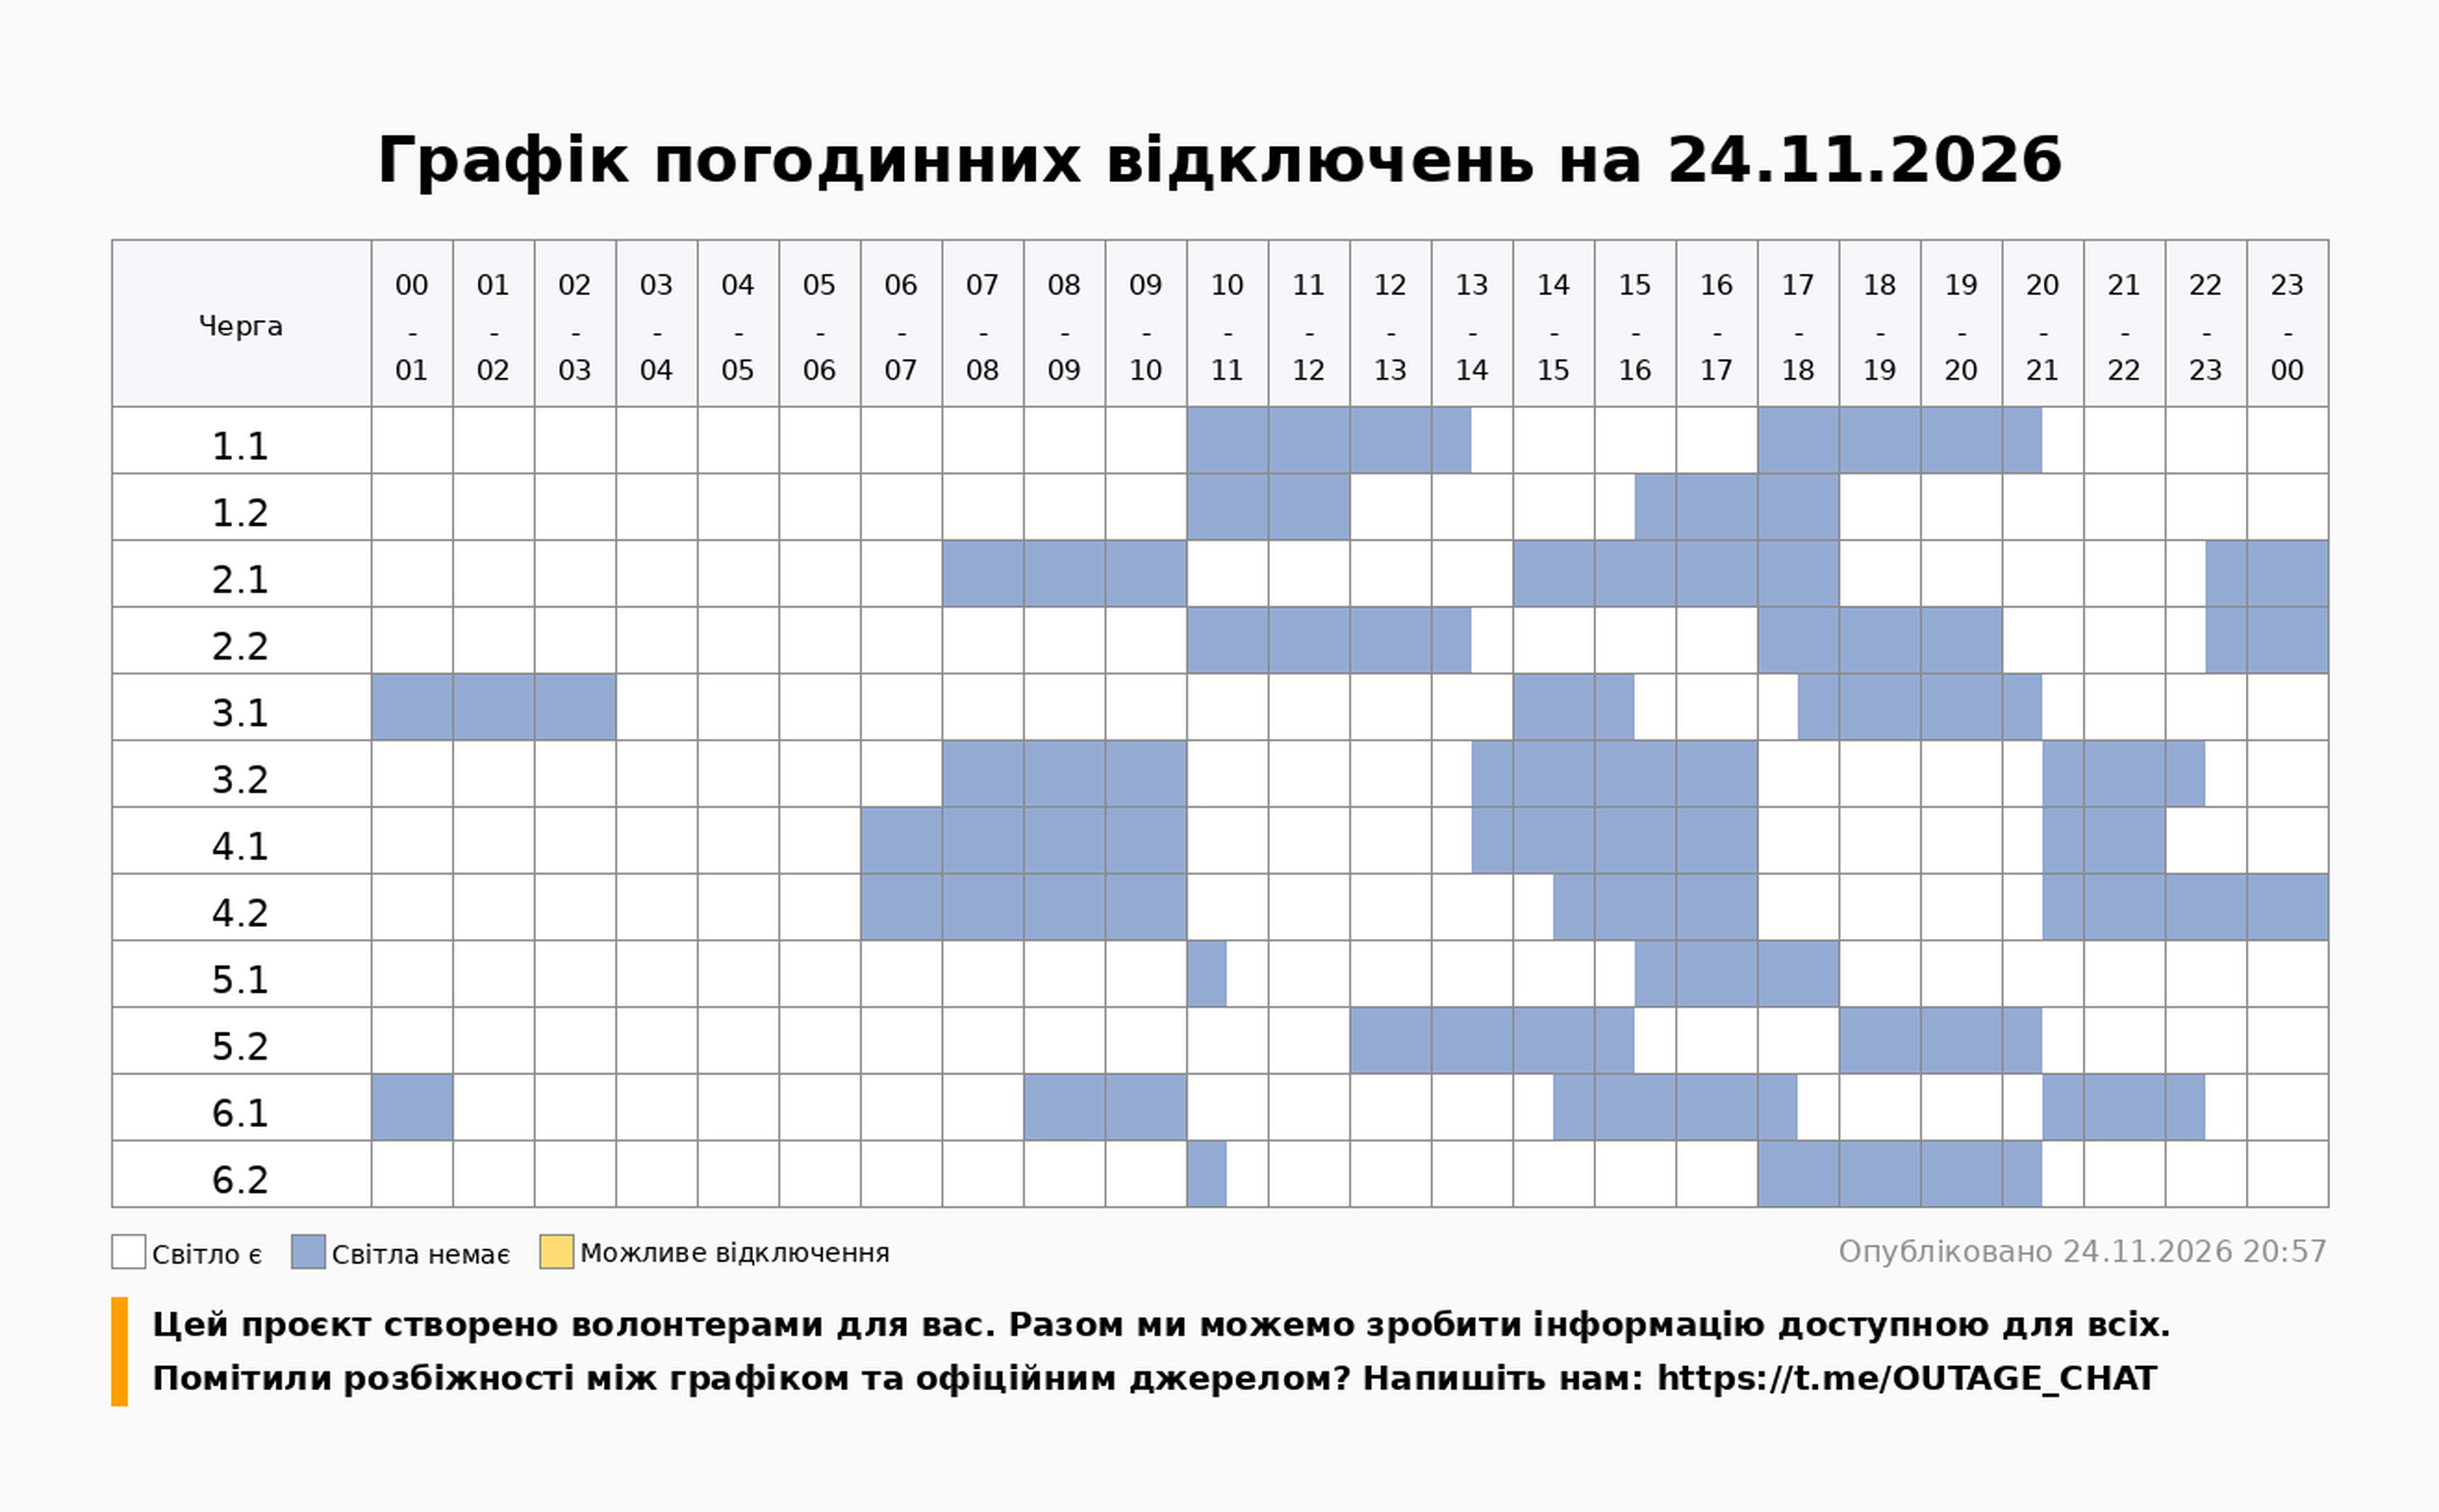 Графік погодинних відключень на 24.11.2026
Черга
00 - 01
01 - 02
02 - 03
03 - 04
04 - 05
05 - 06
06 - 07
07 - 08
08 - 09
09 - 10
10 - 11
11 - 12
12 - 13
13 - 14
14 - 15
15 - 16
16 - 17
17 - 18
18 - 19
19 - 20
20 - 21
21 - 22
22 - 23
23 - 00
1.1
1.2
2.1
2.2
3.1
3.2
4.1
4.2
5.1
5.2
6.1
6.2
Світло є
Світла немає
Можливе відключення
Опубліковано 24.11.2026 20:57
Цей проєкт створено волонтерами для вас. Разом ми можемо зробити інформацію доступною для всіх.
Помітили розбіжності між графіком та офіційним джерелом? Напишіть нам: https://t.me/OUTAGE_CHAT